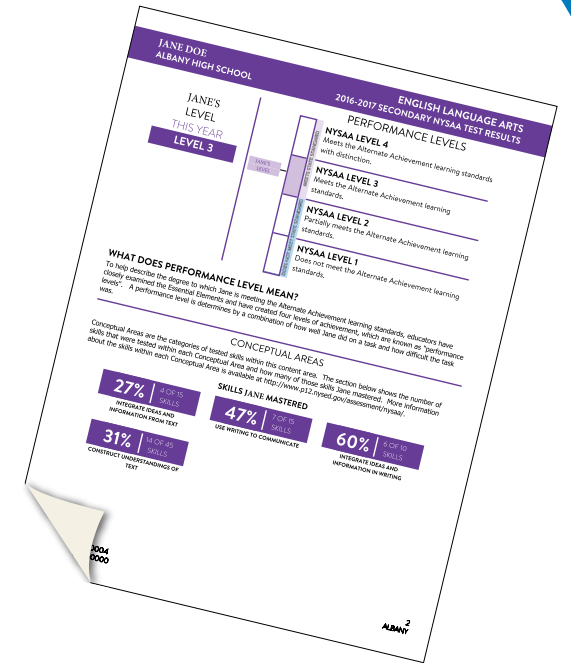 JANE DOE
ALBANY HIGH SCHOOL
ENGLISH LANGUAGE ARTS
2016-2017 SECONDARY NYSAA TEST RESULTS
JANE'S
LEVEL
THIS YEAR
LEVEL 3
PERFORMANCE LEVELS
JANE'S
LEVEL
MEETS STATE STANDARDS
DOES NOT MEET STATE STANDARDS
NYSAA LEVEL 4
Meets the Alternate Achievement learning standards
with distinction.
NYSAA LEVEL 3
Meets the Alternate Achievement learning
standards.
NYSAA LEVEL 2
Partially meets the Alternate Achievement learning
standards.
NYSAA LEVEL 1
Does not meet the Alternate Achievement learning
standards.
WHAT DOES PERFORMANCE LEVEL MEAN?
To help describe the degree to which Jane is meeting the Alternate Achievement learning standards, educators have
closely examined the Essential Elements and have created four levels of achievement, which are known as "performance
levels". A performance level is determines by a combination of how well Jane did on a task and how difficult the task
was.
CONCEPTUAL AREAS
Conceptual Areas are the categories of tested skills within this content area. The section below shows the number of
skills that were tested within each Conceptual Area and how many of those skills Jane mastered. More information
about the skills within each Conceptual Area is available at http://www.p12.nysed.gov/assessment/nysaa/.
SKILLS JANE MASTERED
27% 4 OF 15
SKILLS
INTEGRATE IDEAS AND
INFORMATION FROM TEXT
47% 7 OF 15
SKILLS
USE WRITING TO COMMUNICATE
60% 6 OF 10
SKILLS
INTEGRATE IDEAS AND
INFORMATION IN WRITING
31% 14 OF 45
SKILLS
CONSTRUCT UNDERSTANDINGS OF
TEXT
0004
0000
2
ALBANY